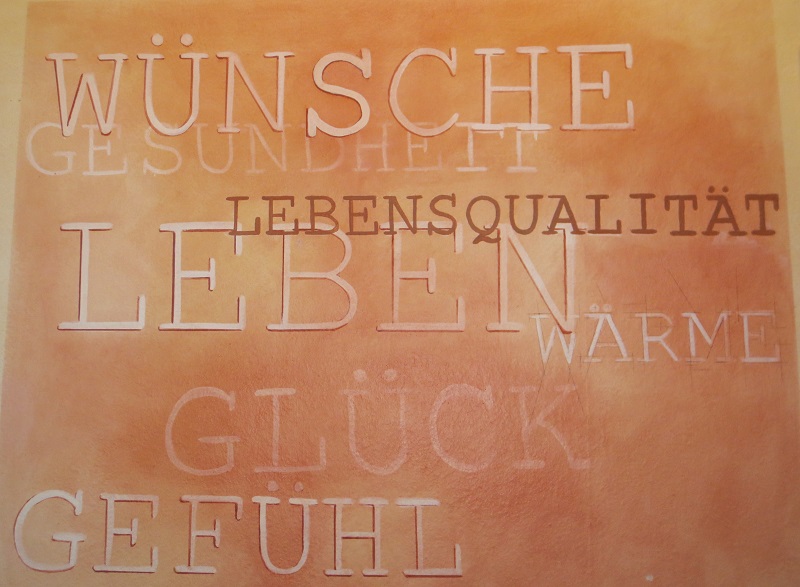 WÜNSCHE
GESUNDHEIT
LEBENSQUALITÄT
LEBEN
WÄRME
GLÜCK
GEFÜHL